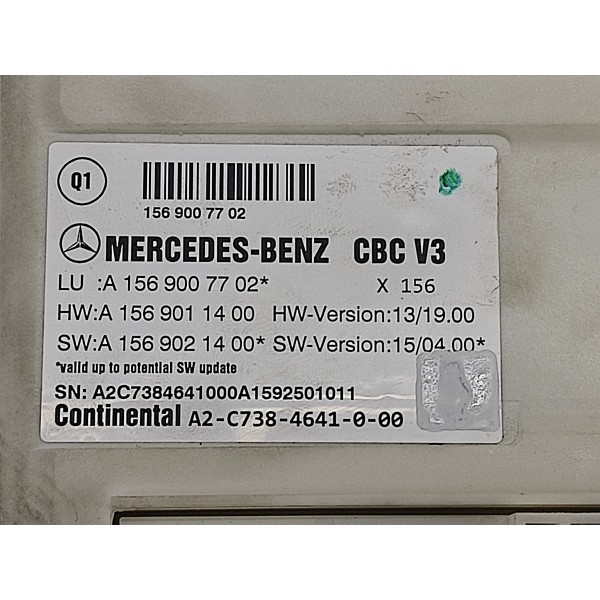 Q1
156 900 77 02
MERCEDES-BENZ CBC V3
LU :A 156 900 77 02* X 156
HW:A 156 901 14 00 HW-Version:13/19.00
SW:A 156 902 14 00* SW-Version:15/04.00*
*valid up to potential SW update
SN: A2C7384641000A1592501011
Continental A2-C738-4641-0-00